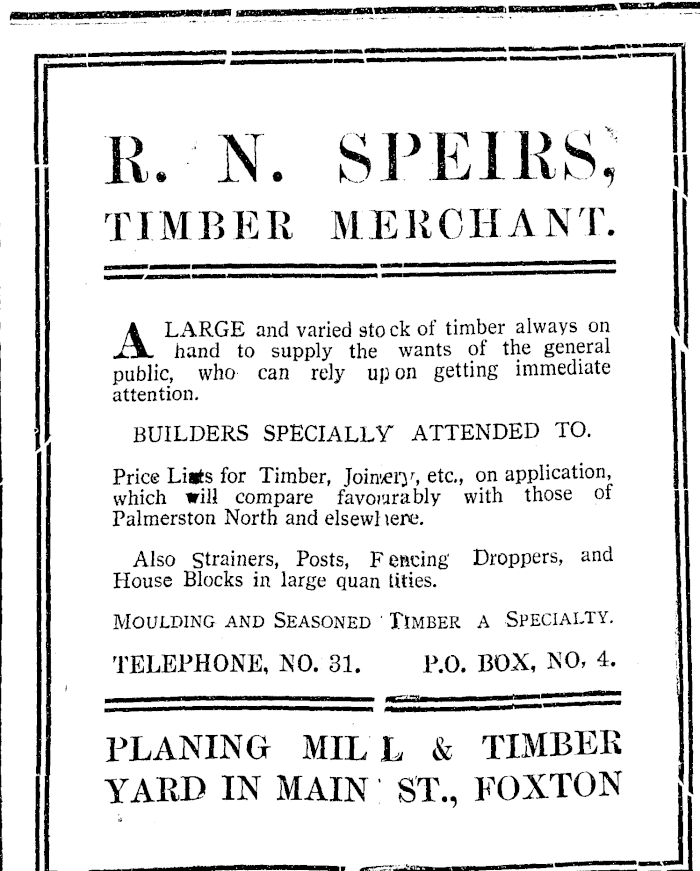 R. N. SPEIRS,
TIMBER MERCHANT.
A LARGE and varied stock of timber always on
hand to supply the wants of the general
public, who can rely upon getting immediate
attention.
BUILDERS SPECIALLY ATTENDED TO.
Price Lists for Timber, Joinery, etc., on application,
which will compare favourably with those of
Palmerston North and elsewhere.
Also Strainers, Posts, Fencing Droppers, and
House Blocks in large quantities.
MOULDING AND SEASONED TIMBER A SPECIALTY.
TELEPHONE, NO. 31. P.O. BOX, NO, 4.
PLANING MILL & TIMBER
YARD IN MAIN ST., FOXTON